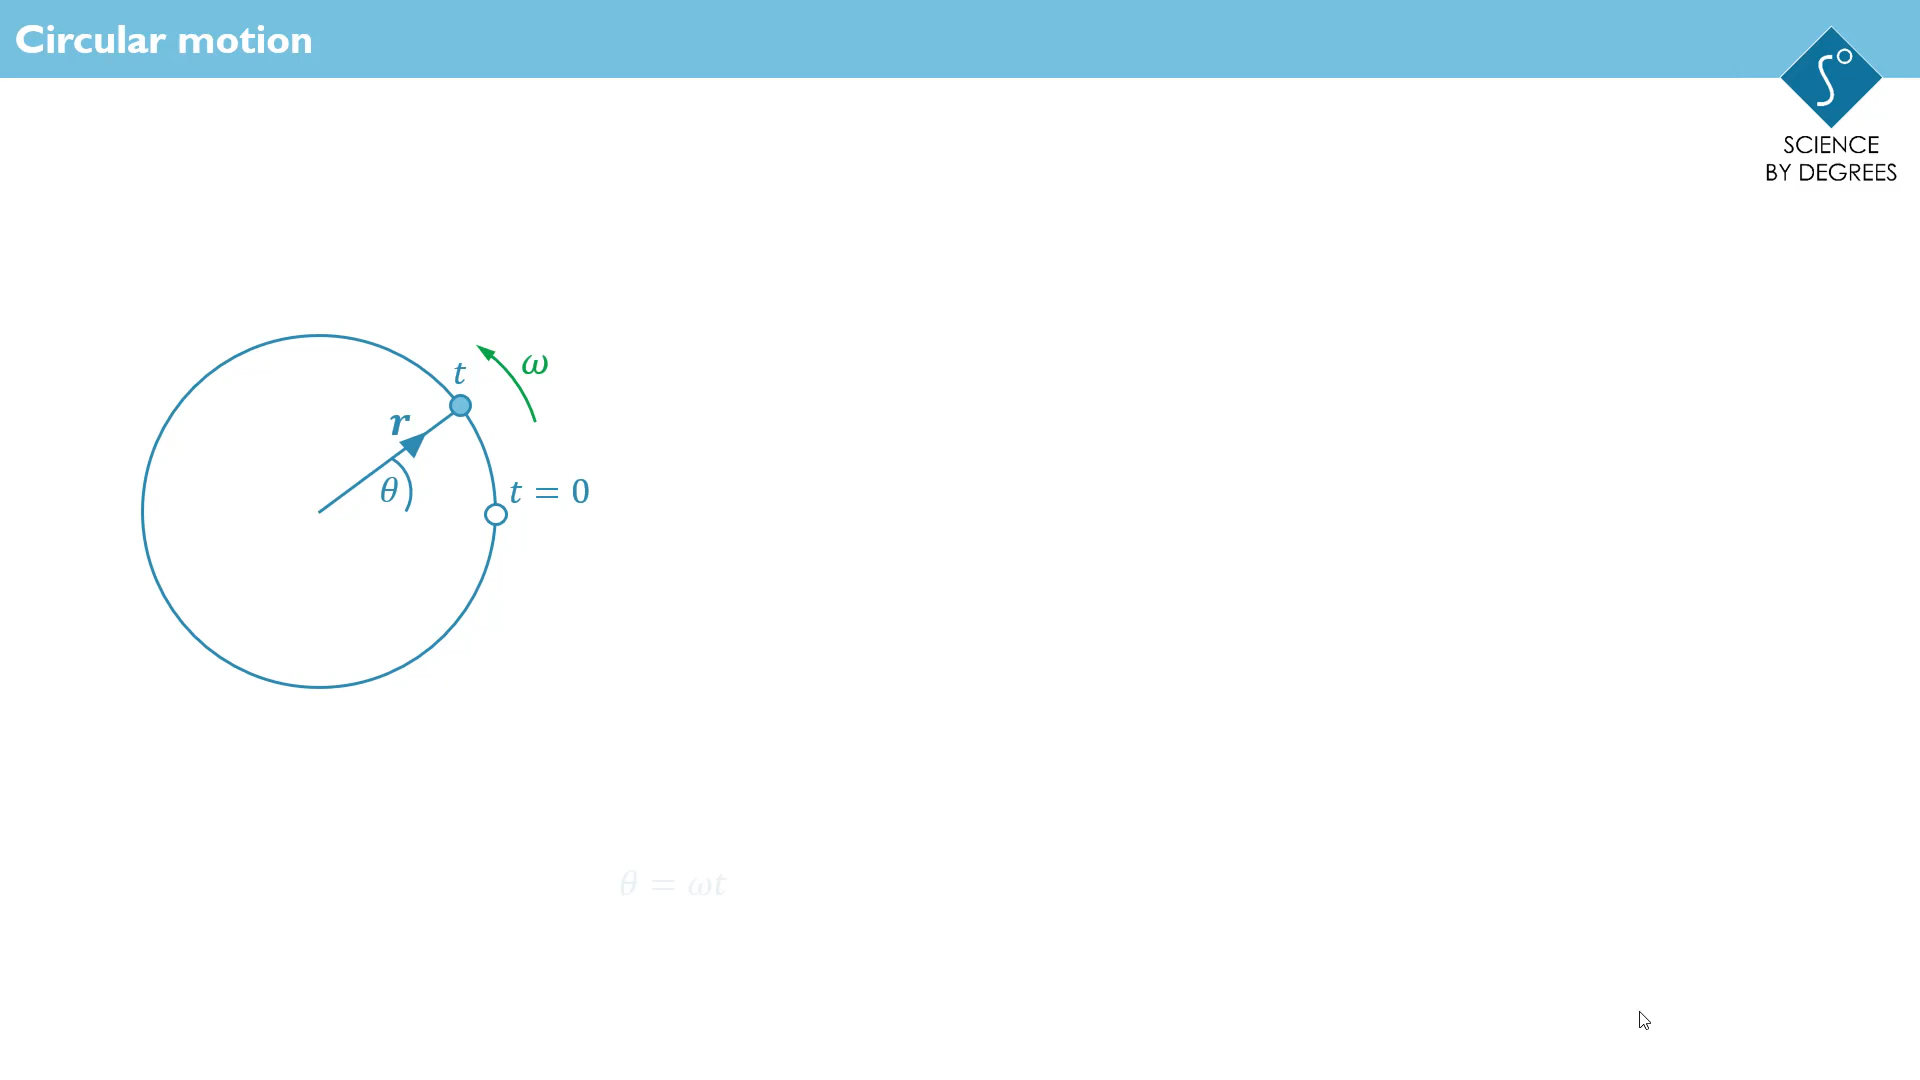 Circular motion
SCIENCE
BY DEGREES
t
ω
r
θ
t = 0
θ = ωt